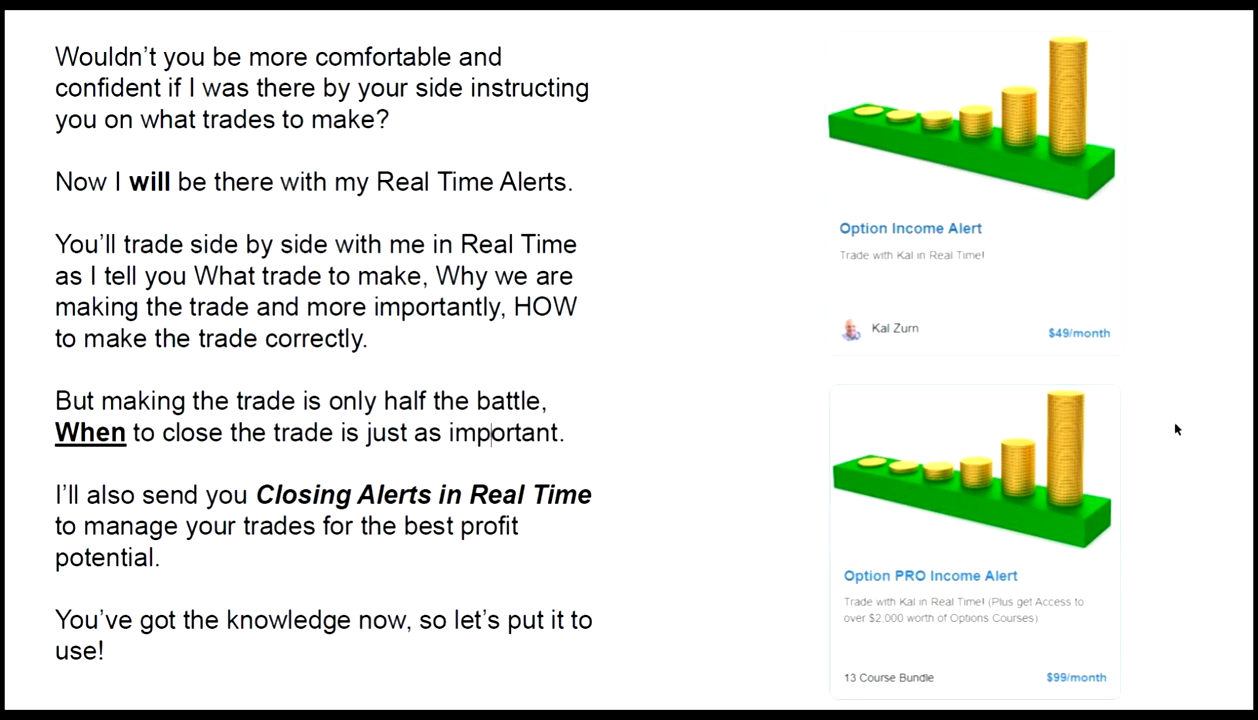 Wouldn’t you be more comfortable and
confident if I was there by your side instructing
you on what trades to make?
Now I will be there with my Real Time Alerts.
You’ll trade side by side with me in Real Time
as I tell you What trade to make, Why we are
making the trade and more importantly, HOW
to make the trade correctly.
But making the trade is only half the battle,
When to close the trade is just as important.
I’ll also send you Closing Alerts in Real Time
to manage your trades for the best profit
potential.
You’ve got the knowledge now, so let’s put it to
use!
Option Income Alert
Trade with Kal in Real Time!
Kal Zurn
$49/month
Option PRO Income Alert
Trade with Kal in Real Time! (Plus get Access to
over $2,000 worth of Options Courses)
13 Course Bundle
$99/month